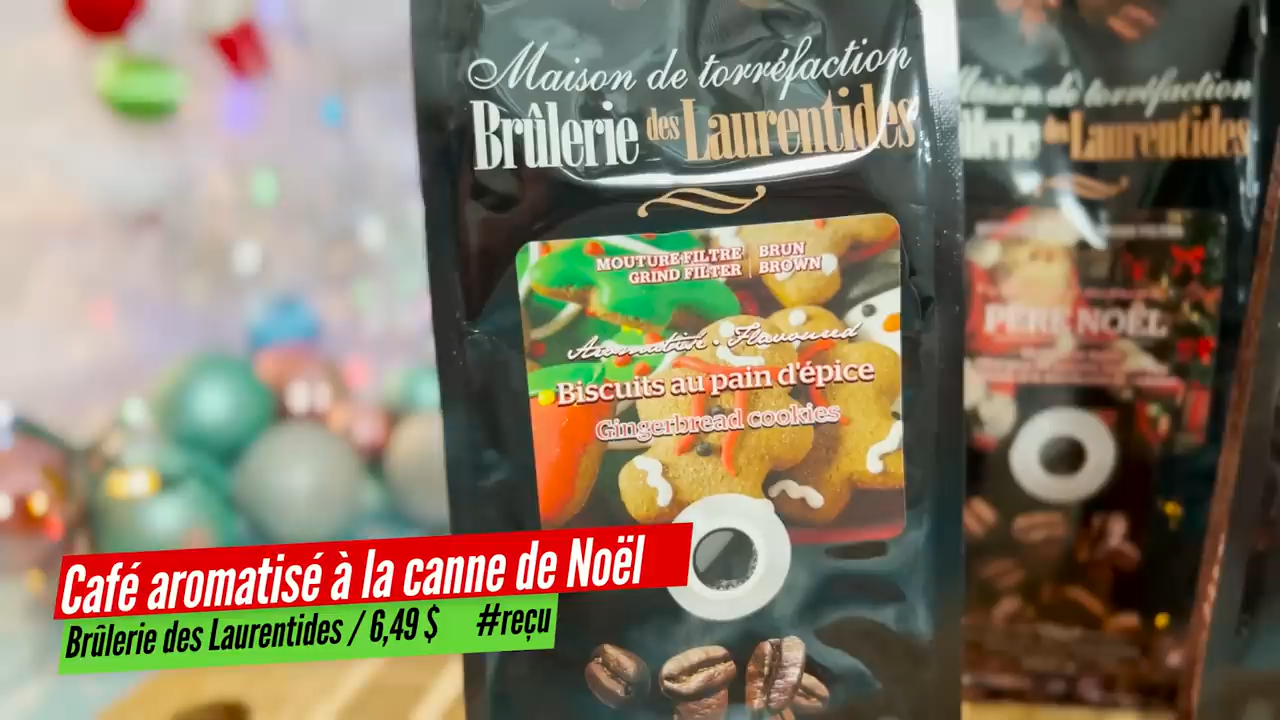 Maison de torréfaction
Brûlerie des Laurentides
MOUTURE FILTRE | BRUN
GRIND FILTER | BROWN
Aromatisé · Flavoured
Biscuits au pain d'épice
Gingerbread cookies
Maison de torréfaction
Brûlerie des Laurentides
PÈRE NOËL
Café aromatisé à la canne de Noël
Brûlerie des Laurentides / 6,49 $ #reçu